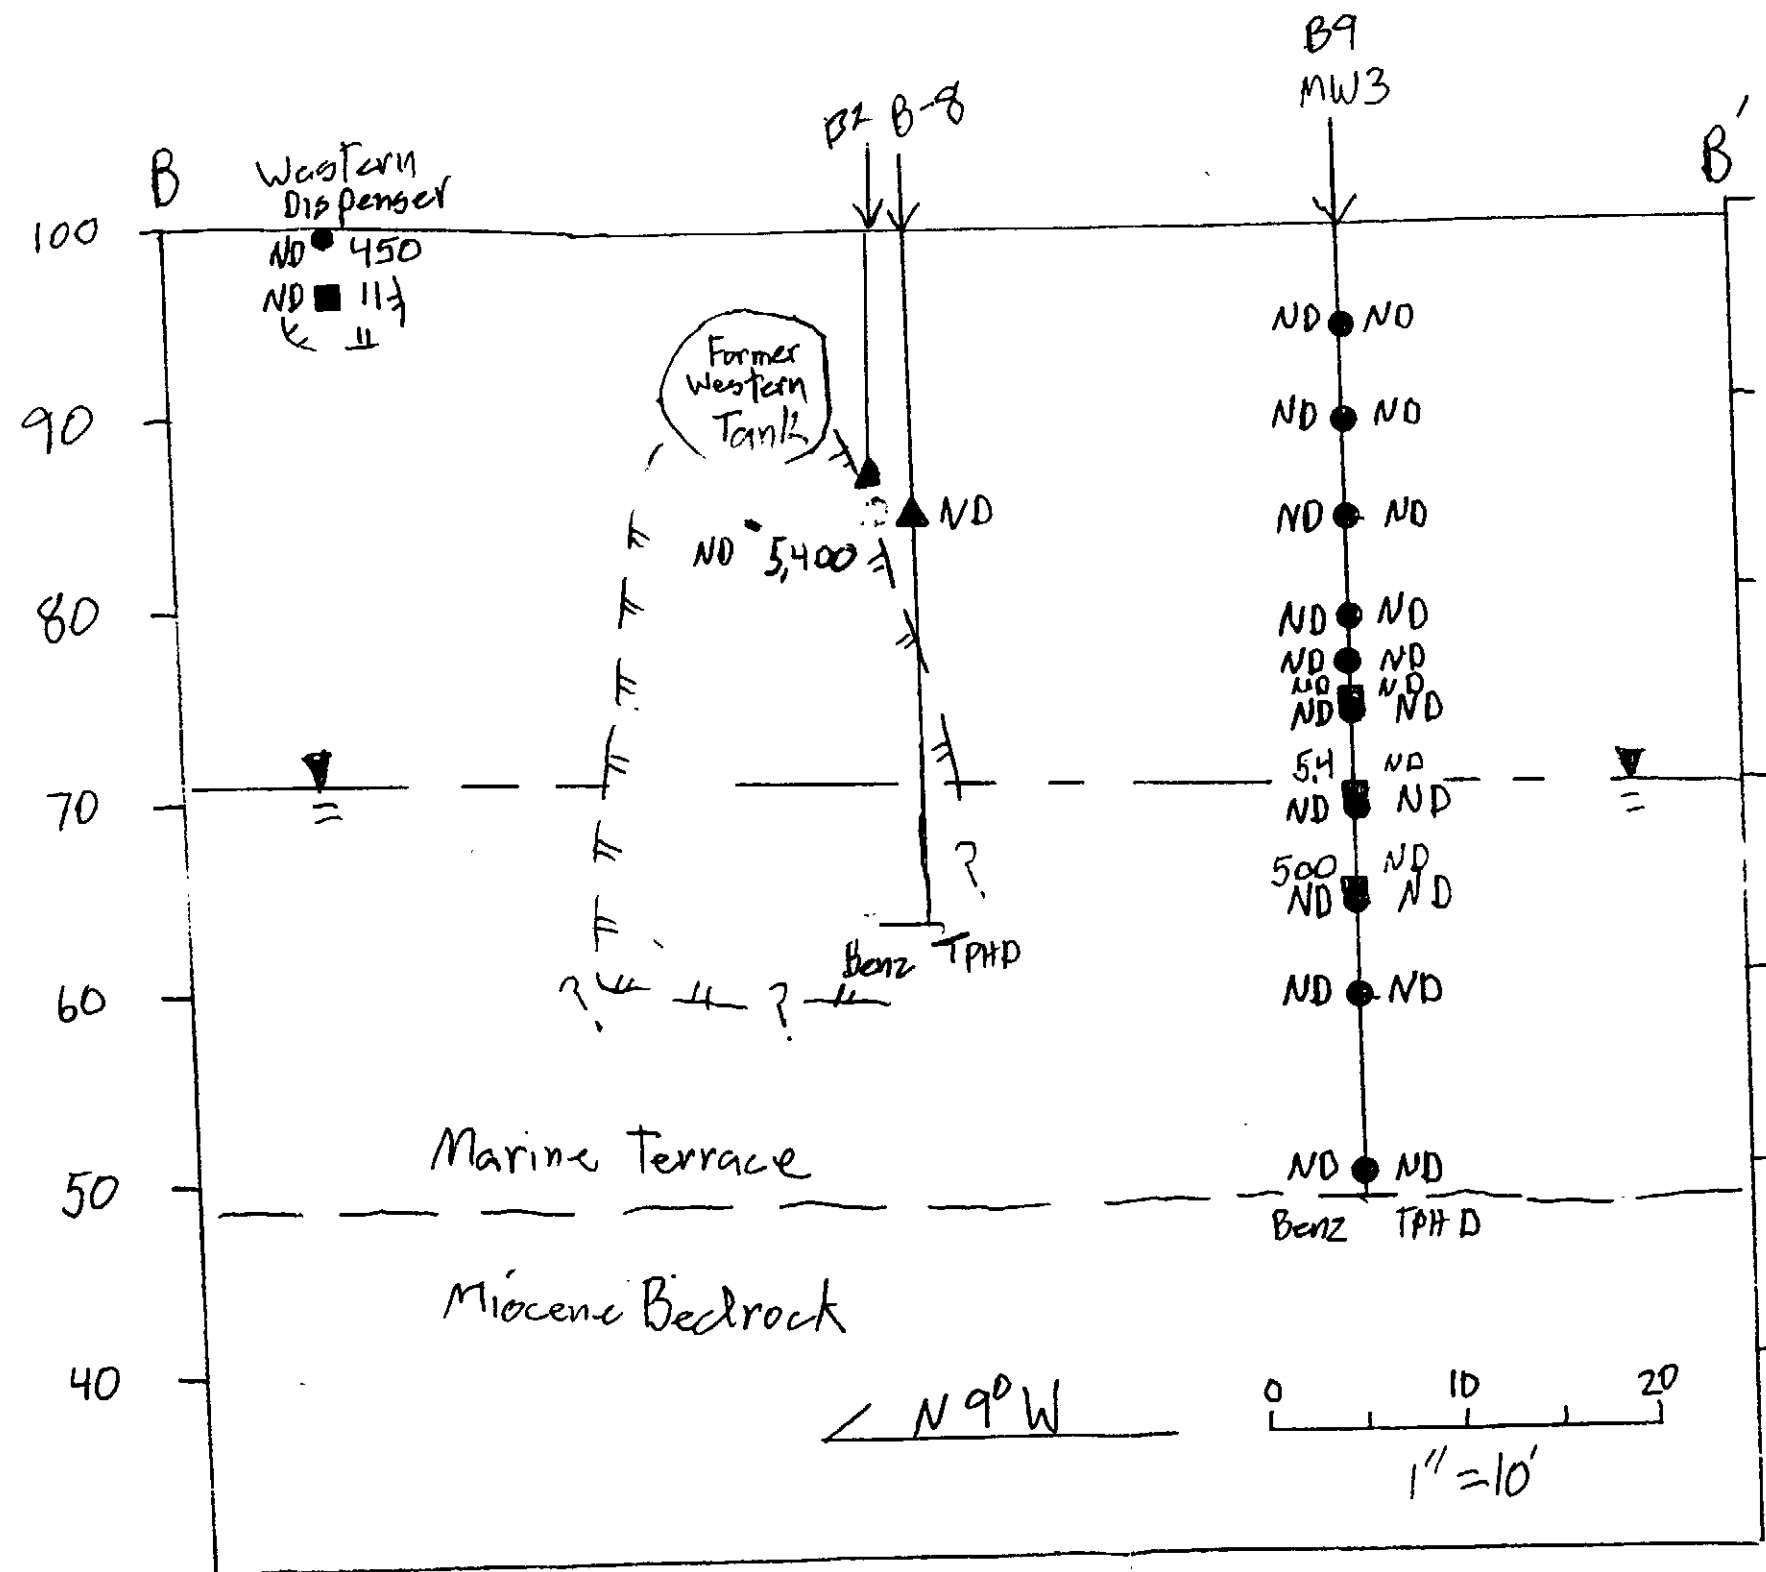 B9
MW3
B1 B-8
B
Western
Dispenser
B'
100
ND 450
ND 11
ND ND
Former
Western
Tank
90
ND ND
ND
ND ND
ND 5,400
80
ND ND
ND ND
ND ND
ND ND
5.4 ND
70
ND ND
?
500 ND
ND ND
Benz TPHD
60
? ?
ND ND
Marine Terrace
ND ND
50
Benz TPHD
Miocene Bedrock
40
N 9° W
0 10 20
1" = 10'